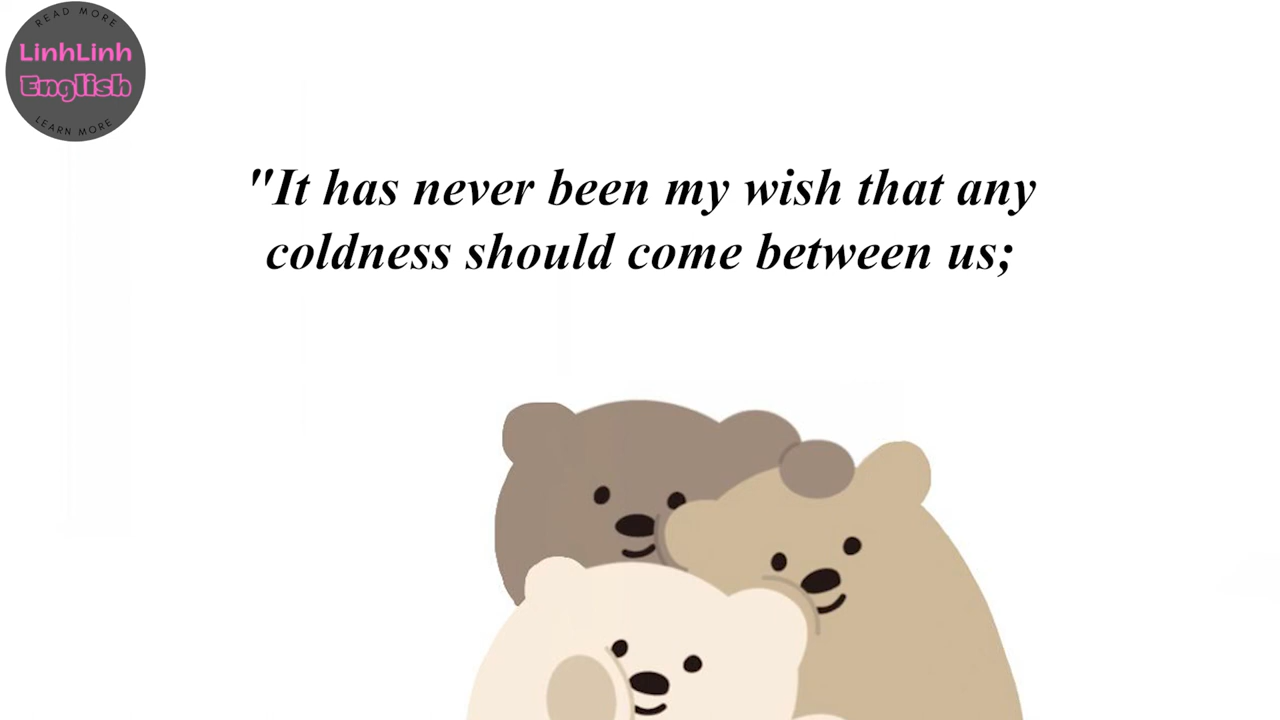 READ MORE
LinhLinh
English
LEARN MORE
"It has never been my wish that any
coldness should come between us;